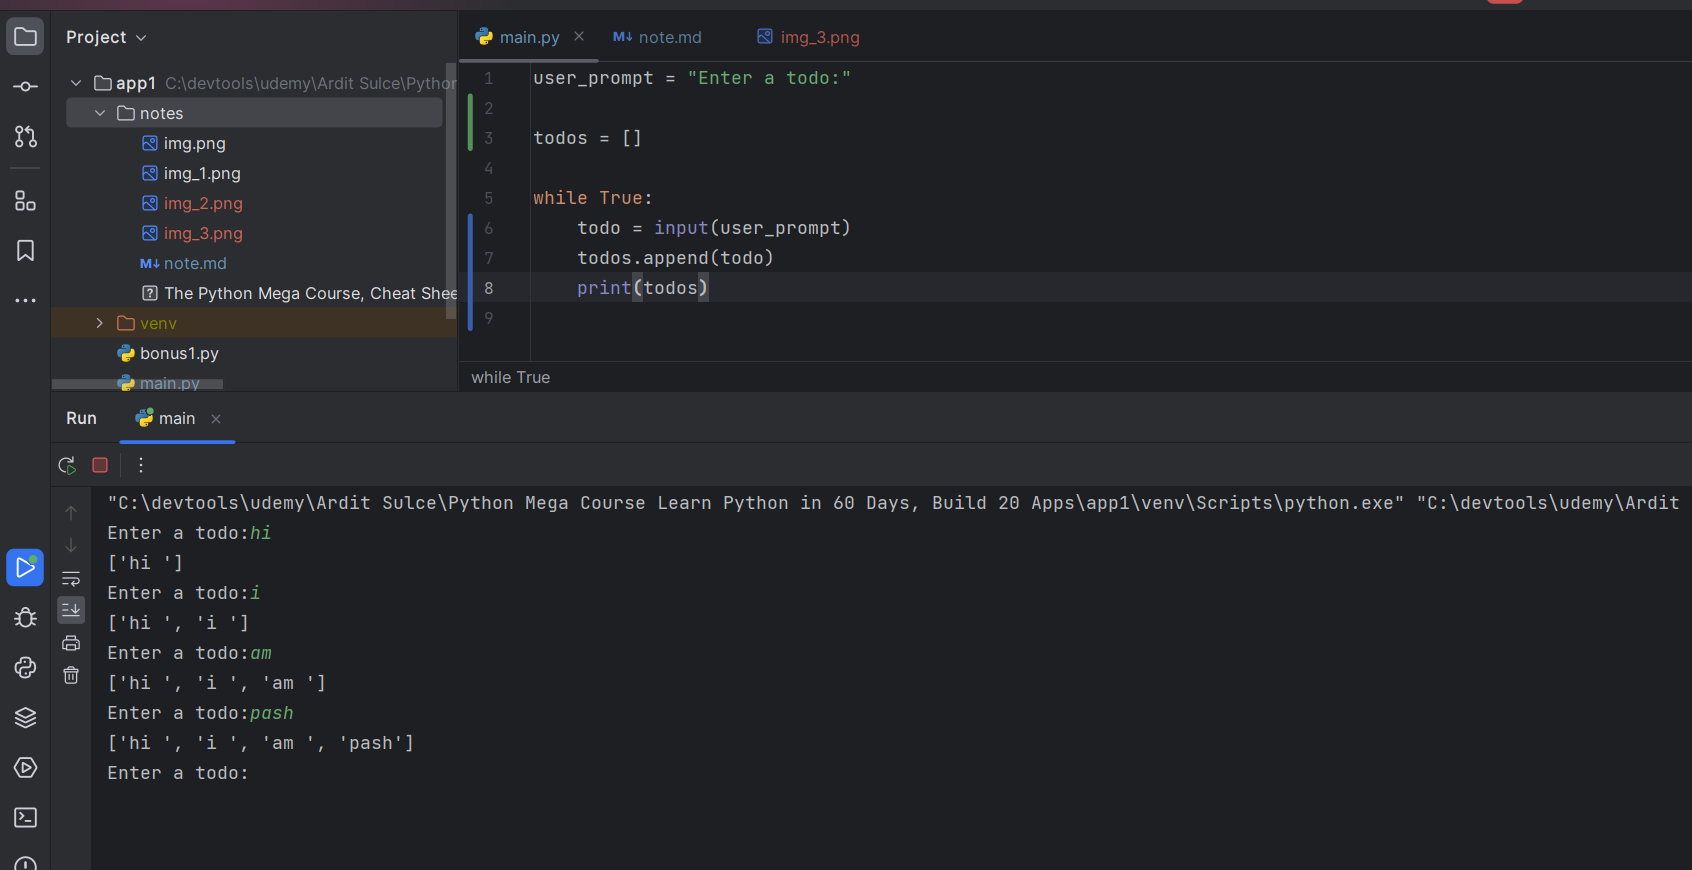 Project
main.py
M↓ note.md
img_3.png
app1 C:\devtools\udemy\Ardit Sulce\Python
notes
img.png
img_1.png
img_2.png
img_3.png
M↓ note.md
The Python Mega Course, Cheat Shee
venv
bonus1.py
main.py
1 user_prompt = "Enter a todo:"
2
3 todos = []
4
5 while True:
6 todo = input(user_prompt)
7 todos.append(todo)
8 print(todos)
9
while True
Run
main
"C:\devtools\udemy\Ardit Sulce\Python Mega Course Learn Python in 60 Days, Build 20 Apps\app1\venv\Scripts\python.exe" "C:\devtools\udemy\Ardit
Enter a todo:hi
['hi ']
Enter a todo:i
['hi ', 'i ']
Enter a todo:am
['hi ', 'i ', 'am ']
Enter a todo:pash
['hi ', 'i ', 'am ', 'pash']
Enter a todo: